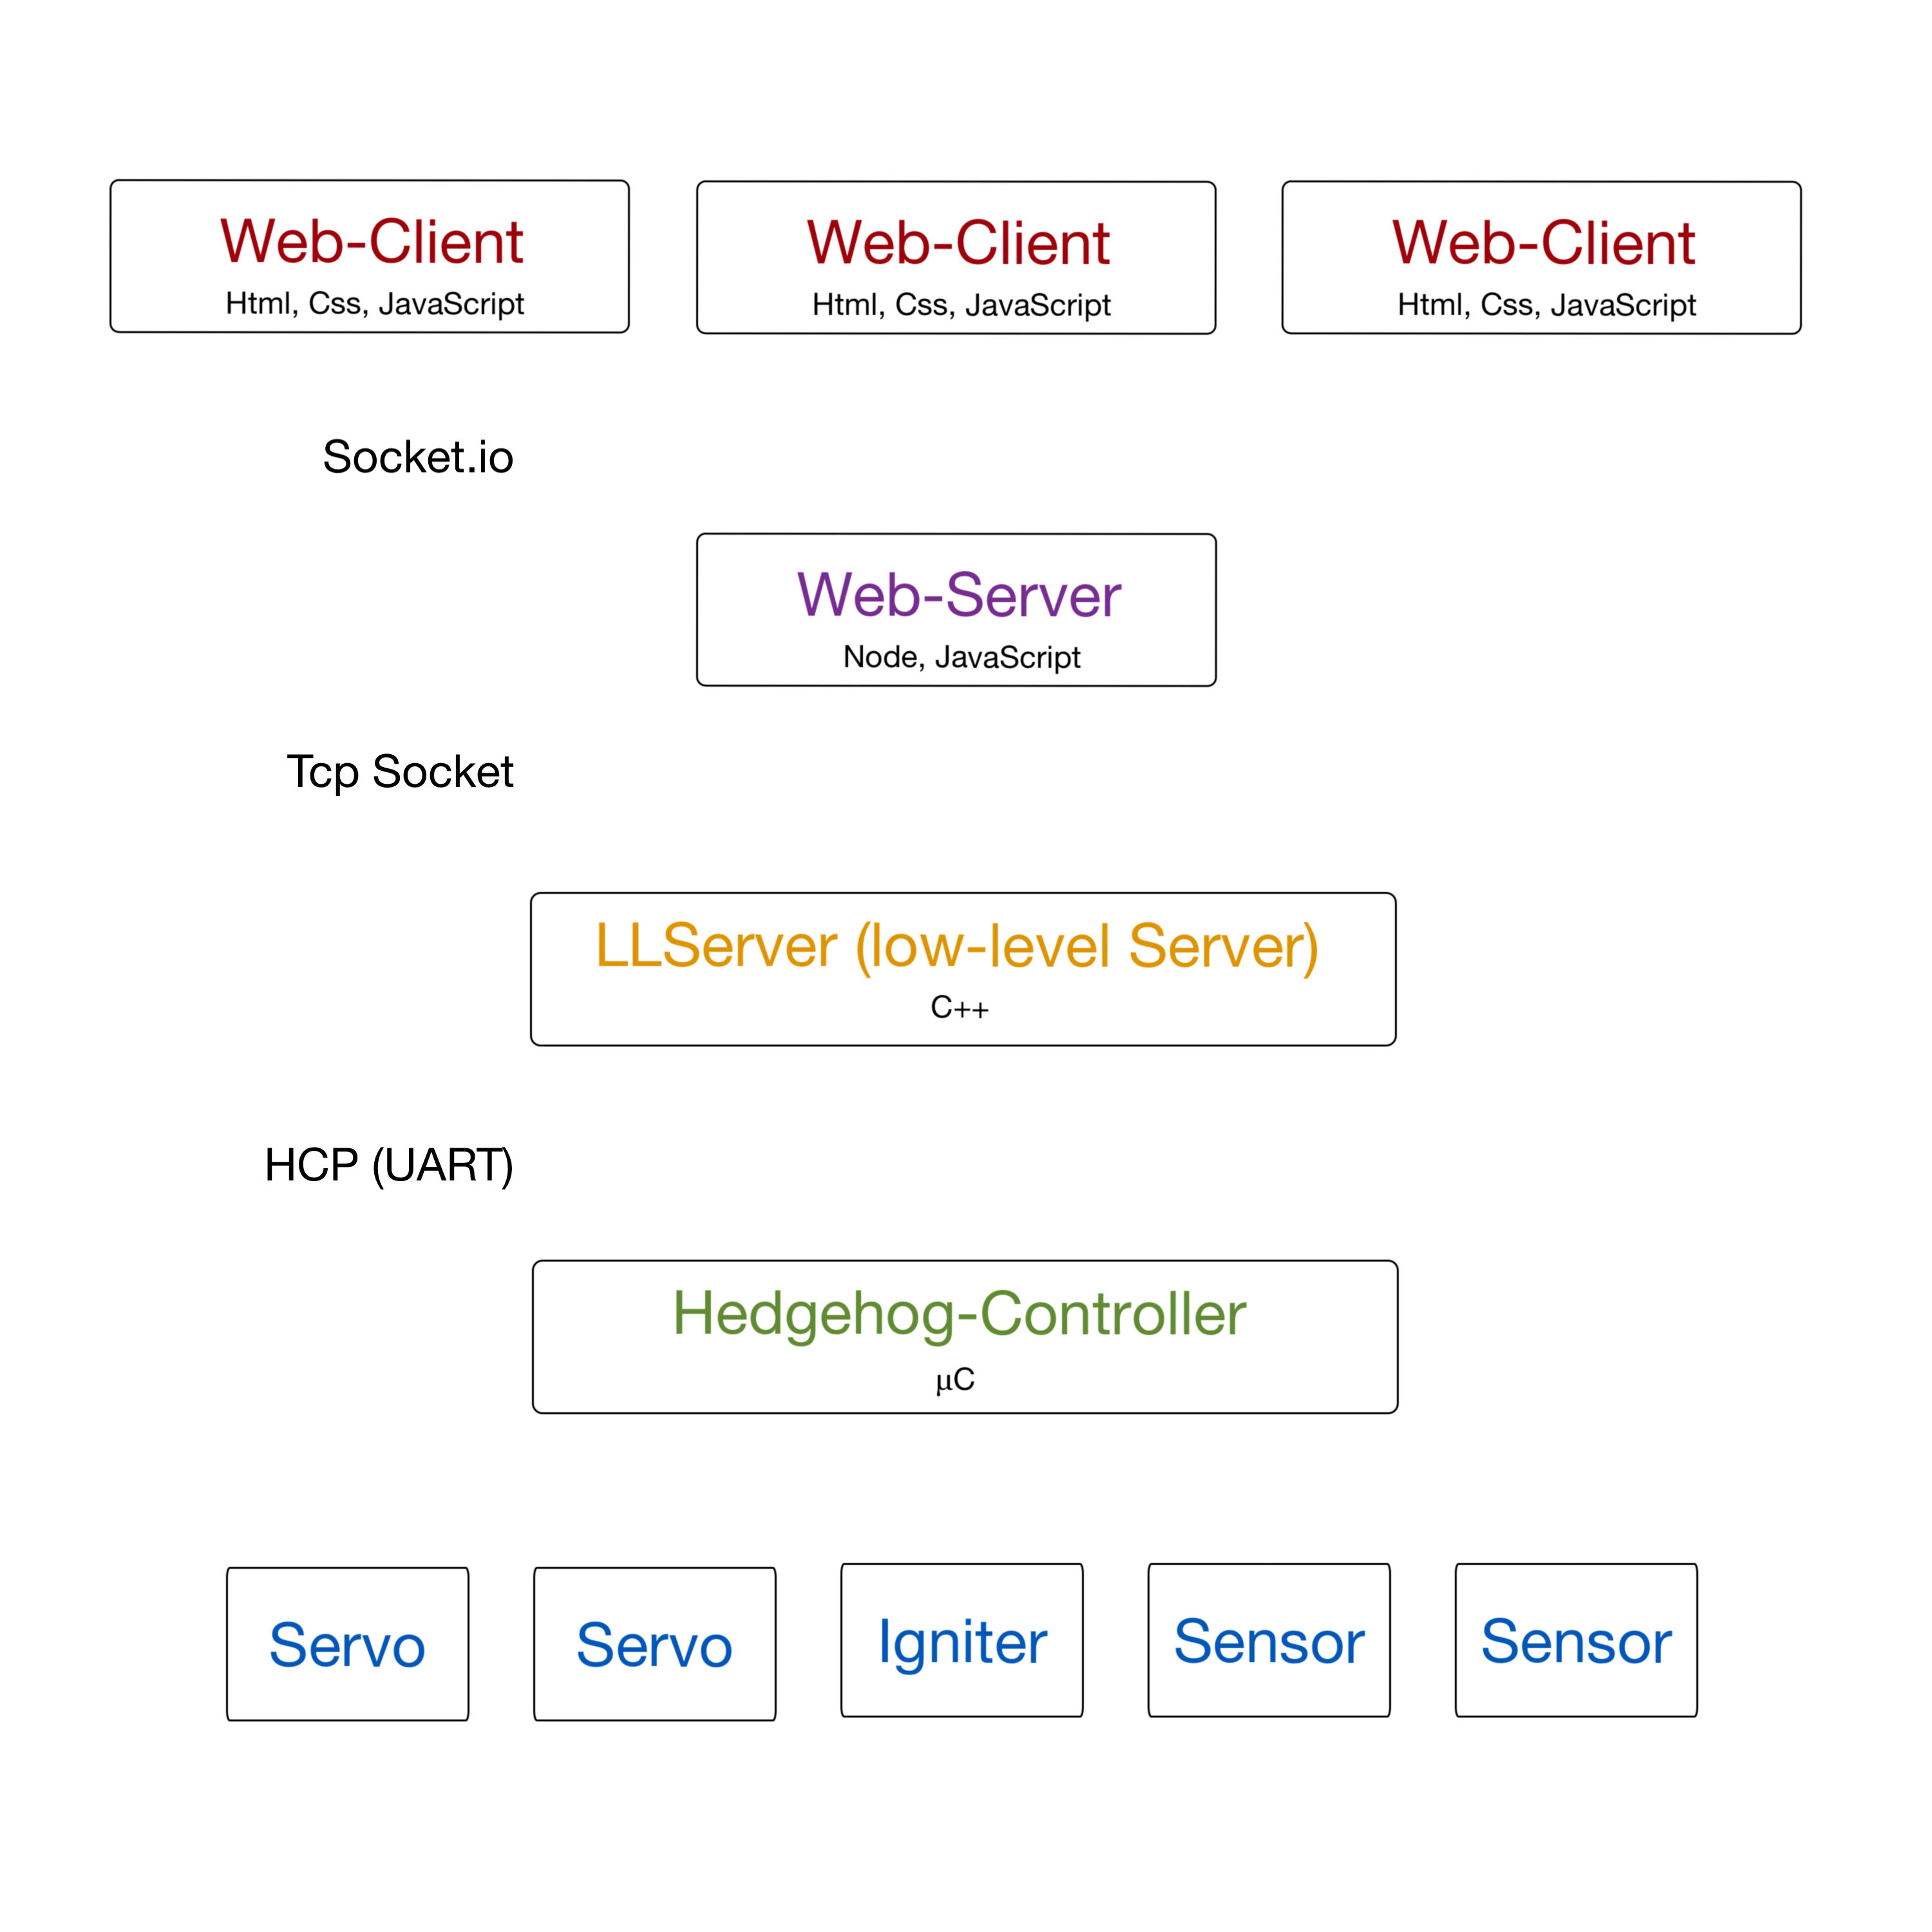 Web-Client
Html, Css, JavaScript
Web-Client
Html, Css, JavaScript
Web-Client
Html, Css, JavaScript
Socket.io
Web-Server
Node, JavaScript
Tcp Socket
LLServer (low-level Server)
C++
HCP (UART)
Hedgehog-Controller
µC
Servo
Servo
Igniter
Sensor
Sensor